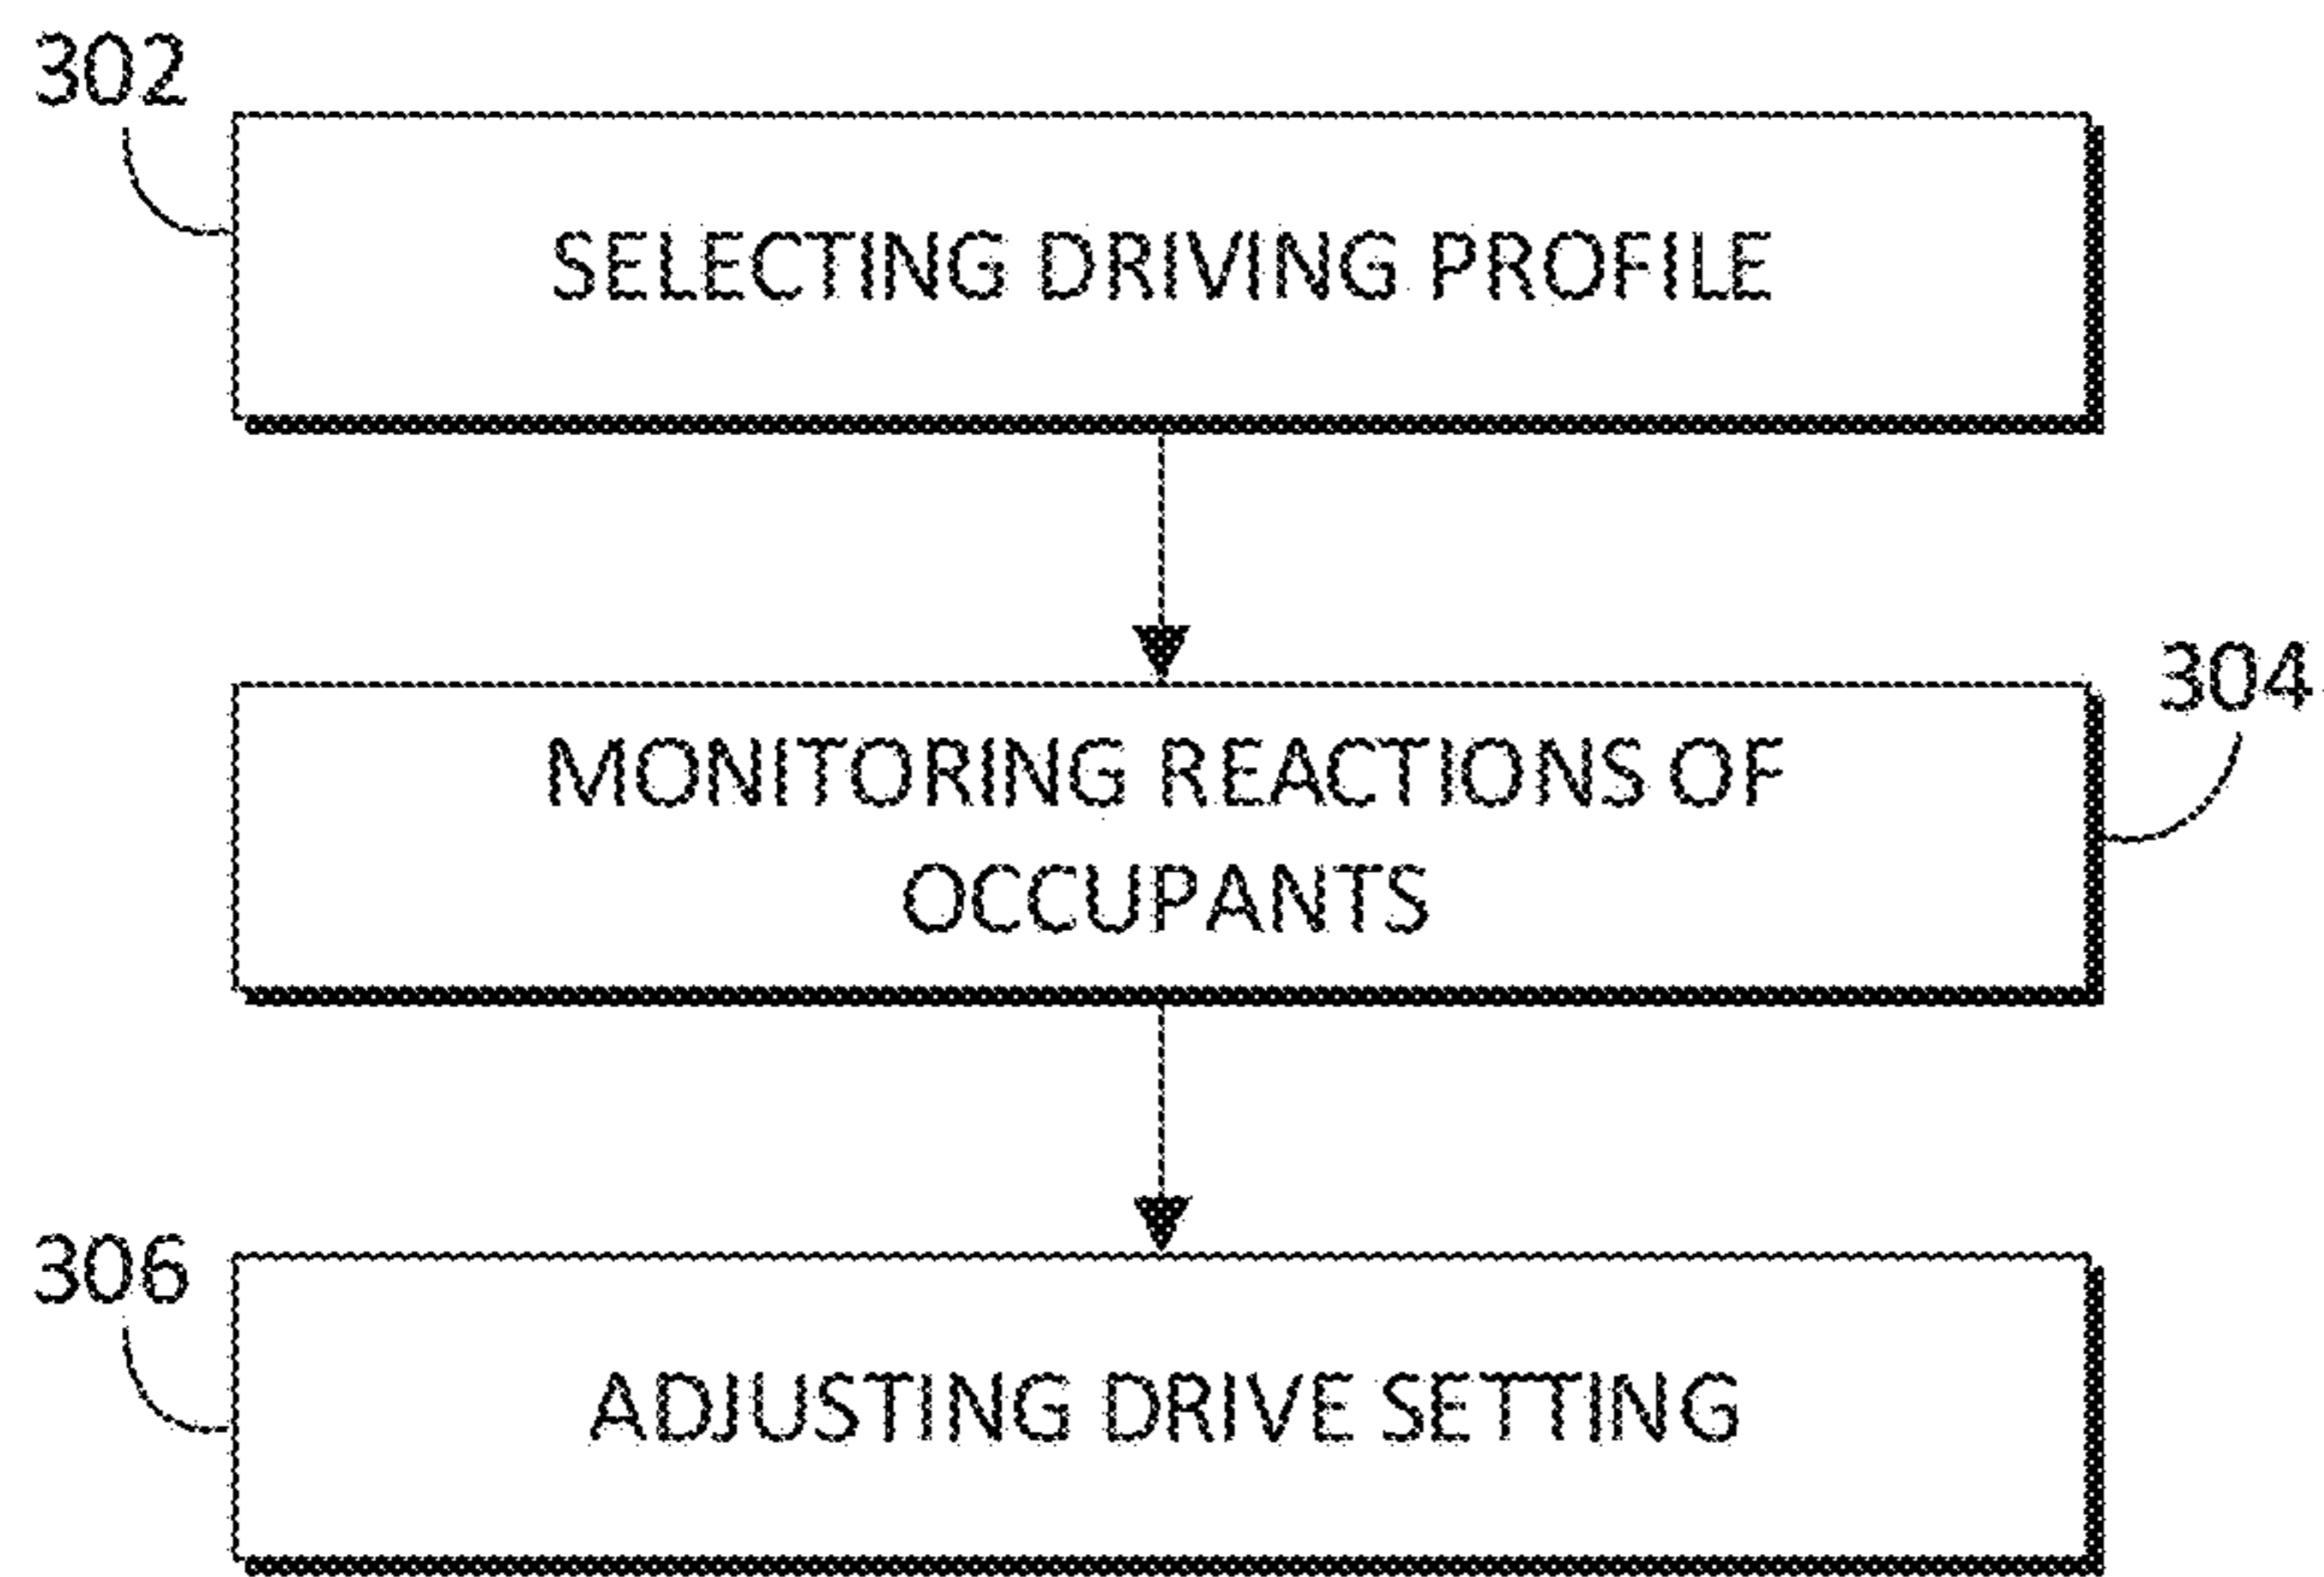 302
SELECTING DRIVING PROFILE
304
MONITORING REACTIONS OF
OCCUPANTS
306
ADJUSTING DRIVE SETTING